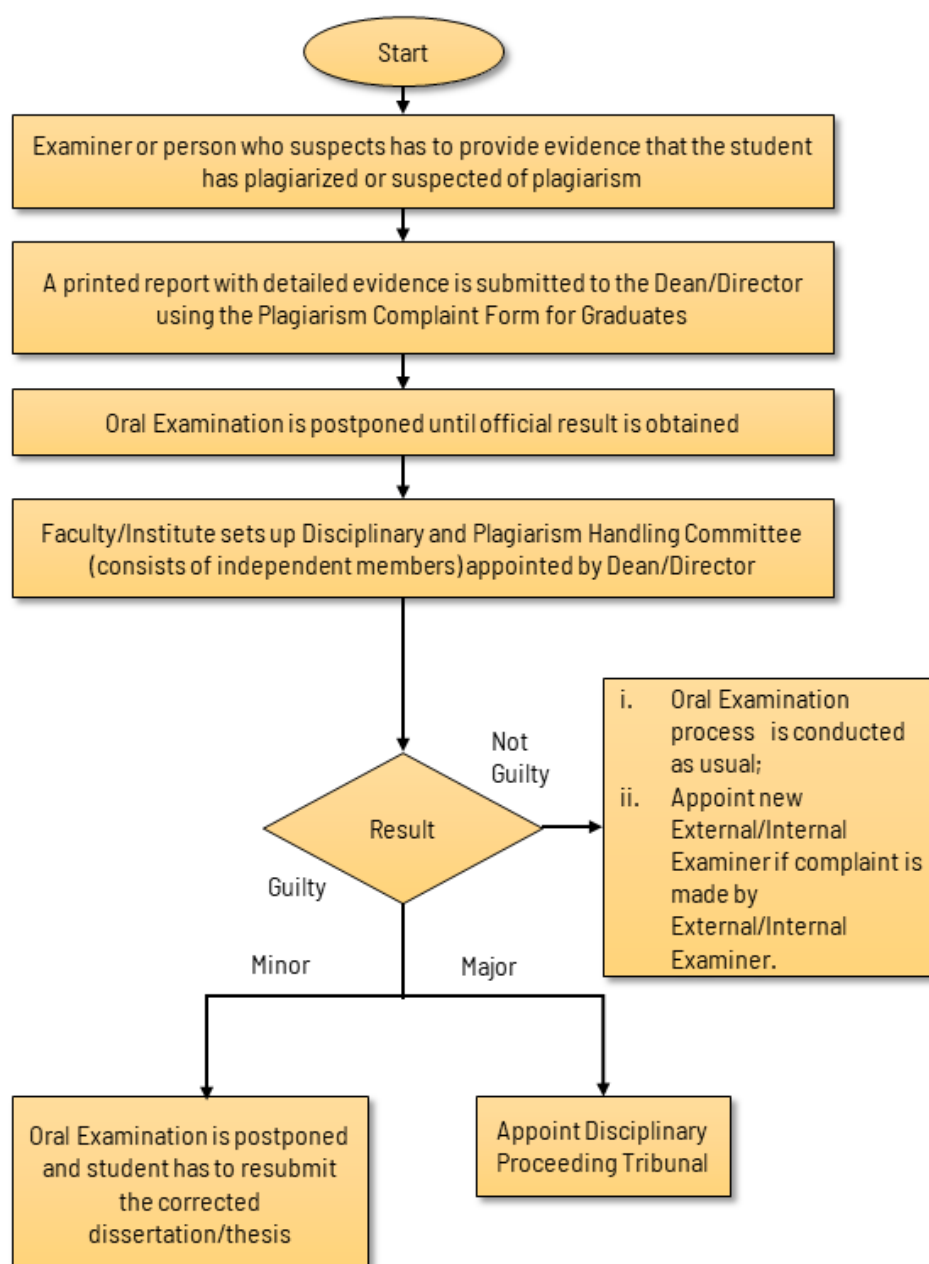 Start
Examiner or person who suspects has to provide evidence that the student
has plagiarized or suspected of plagiarism
A printed report with detailed evidence is submitted to the Dean/Director
using the Plagiarism Complaint Form for Graduates
Oral Examination is postponed until official result is obtained
Faculty/Institute sets up Disciplinary and Plagiarism Handling Committee
(consists of independent members) appointed by Dean/Director
Result
Not
Guilty
i. Oral Examination
process is conducted
as usual;
ii. Appoint new
External/Internal
Examiner if complaint is
made by
External/Internal
Examiner.
Guilty
Minor
Major
Oral Examination is postponed
and student has to resubmit
the corrected
dissertation/thesis
Appoint Disciplinary
Proceeding Tribunal